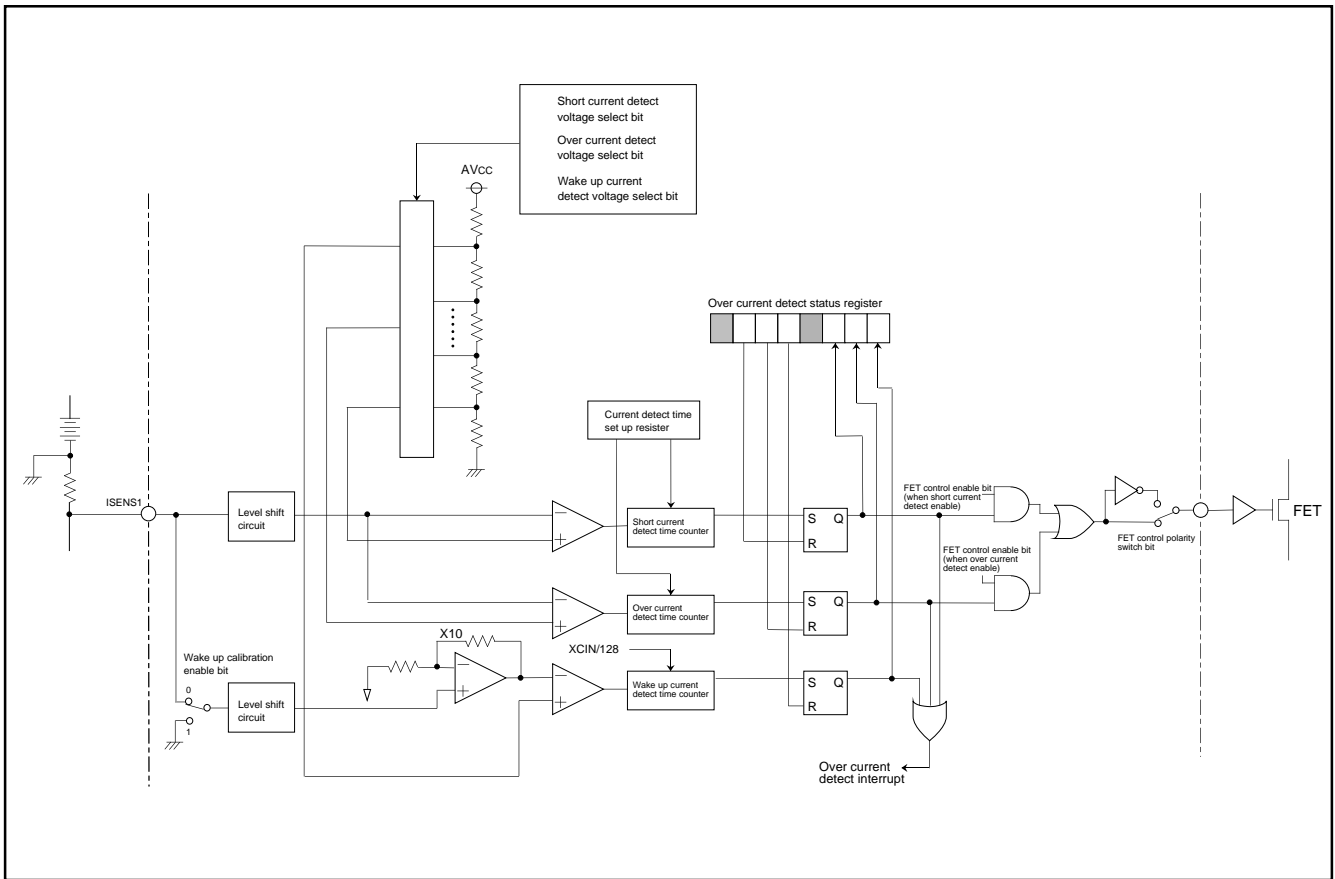 Short current detect
voltage select bit
Over current detect
voltage select bit
Wake up current
detect voltage select bit
AVCC
Over current detect status register
Current detect time
set up resister
ISENS1
Level shift
circuit
−
+
Short current
detect time counter
S Q
R
FET control enable bit
(when short current
detect enable)
FET control polarity
switch bit
FET
FET control enable bit
(when over current
detect enable)
−
+
Over current
detect time counter
S Q
R
X10
XCIN/128
Wake up calibration
enable bit
0
1
Level shift
circuit
−
+
−
+
Wake up current
detect time counter
S Q
R
Over current
detect interrupt